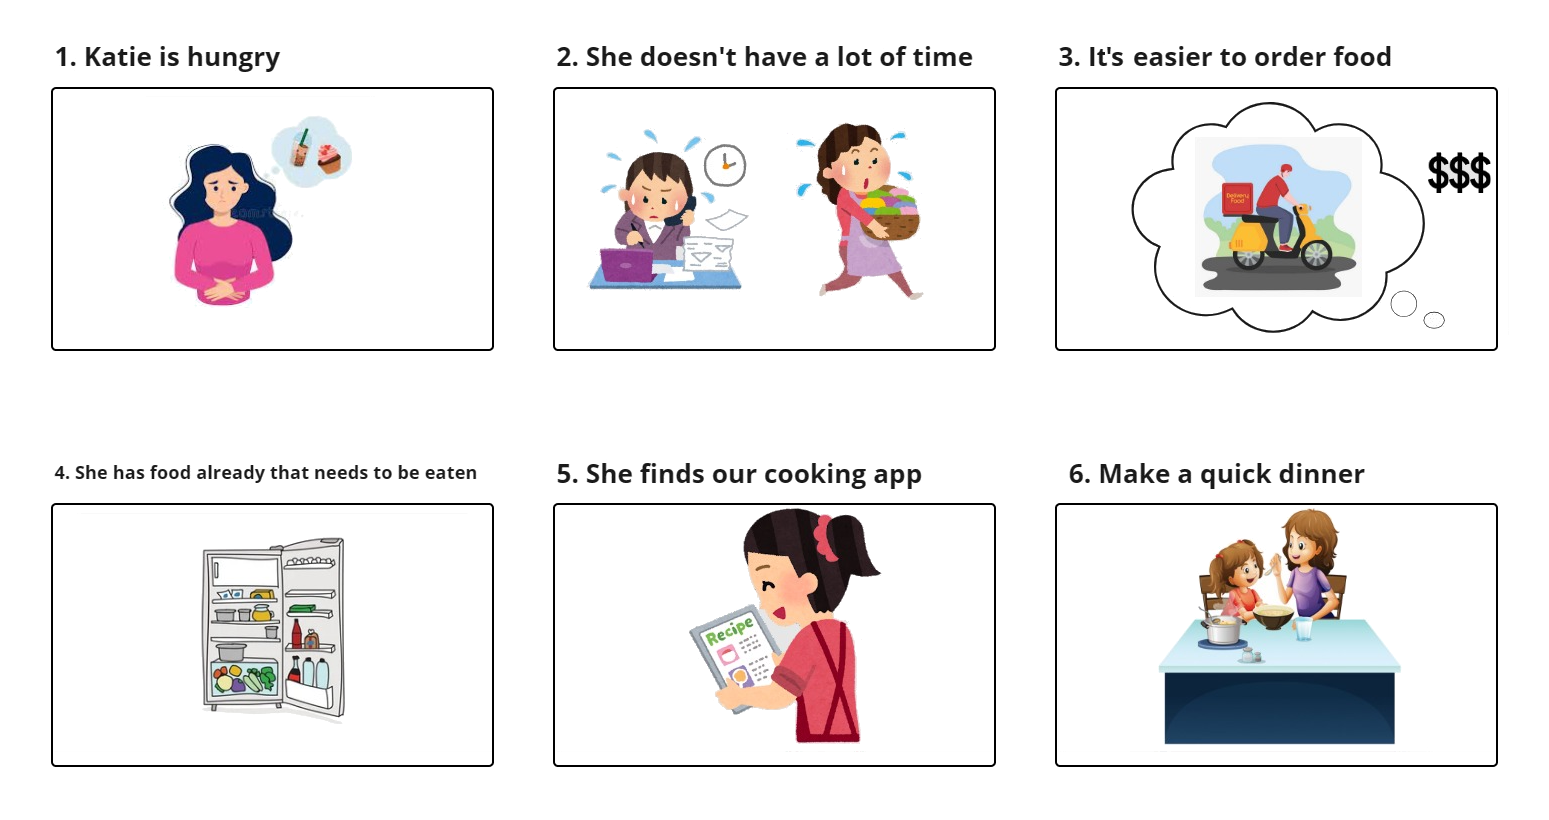 1. Katie is hungry
2. She doesn't have a lot of time
3. It's easier to order food
Delivery
Food
$$$
4. She has food already that needs to be eaten
5. She finds our cooking app
Recipe
6. Make a quick dinner